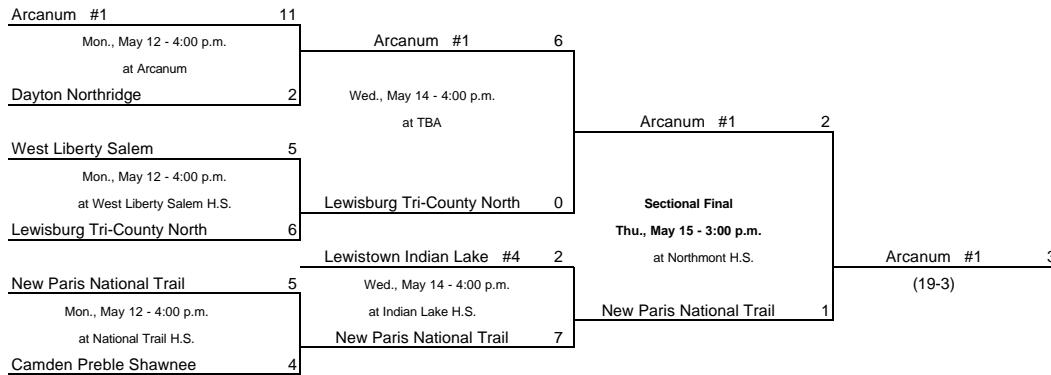 Arcanum #1 11
Mon., May 12 - 4:00 p.m.
at Arcanum
Dayton Northridge 2
West Liberty Salem 5
Mon., May 12 - 4:00 p.m.
at West Liberty Salem H.S.
Lewisburg Tri-County North 6
New Paris National Trail 5
Mon., May 12 - 4:00 p.m.
at National Trail H.S.
Camden Preble Shawnee 4
Arcanum #1 6
Wed., May 14 - 4:00 p.m.
at TBA
Lewisburg Tri-County North 0
Lewistown Indian Lake #4 2
Wed., May 14 - 4:00 p.m.
at Indian Lake H.S.
New Paris National Trail 7
Arcanum #1 2
Sectional Final
Thu., May 15 - 3:00 p.m.
at Northmont H.S.
New Paris National Trail 1
Arcanum #1
(19-3)